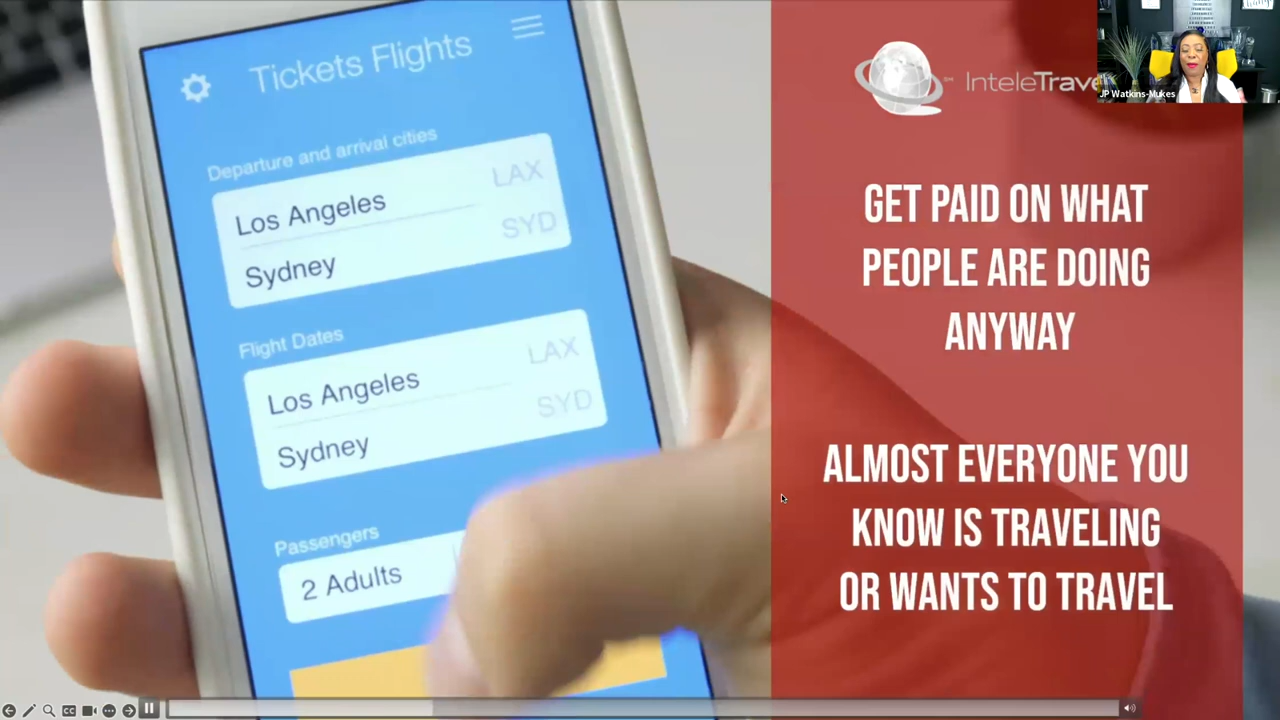 Tickets Flights
Departure and arrival cities
Los Angeles LAX
Sydney SYD
Flight Dates
Los Angeles LAX
Sydney SYD
Passengers
2 Adults
InteleTrave
JP Watkins-Mukes
GET PAID ON WHAT
PEOPLE ARE DOING
ANYWAY
ALMOST EVERYONE YOU
KNOW IS TRAVELING
OR WANTS TO TRAVEL
CC